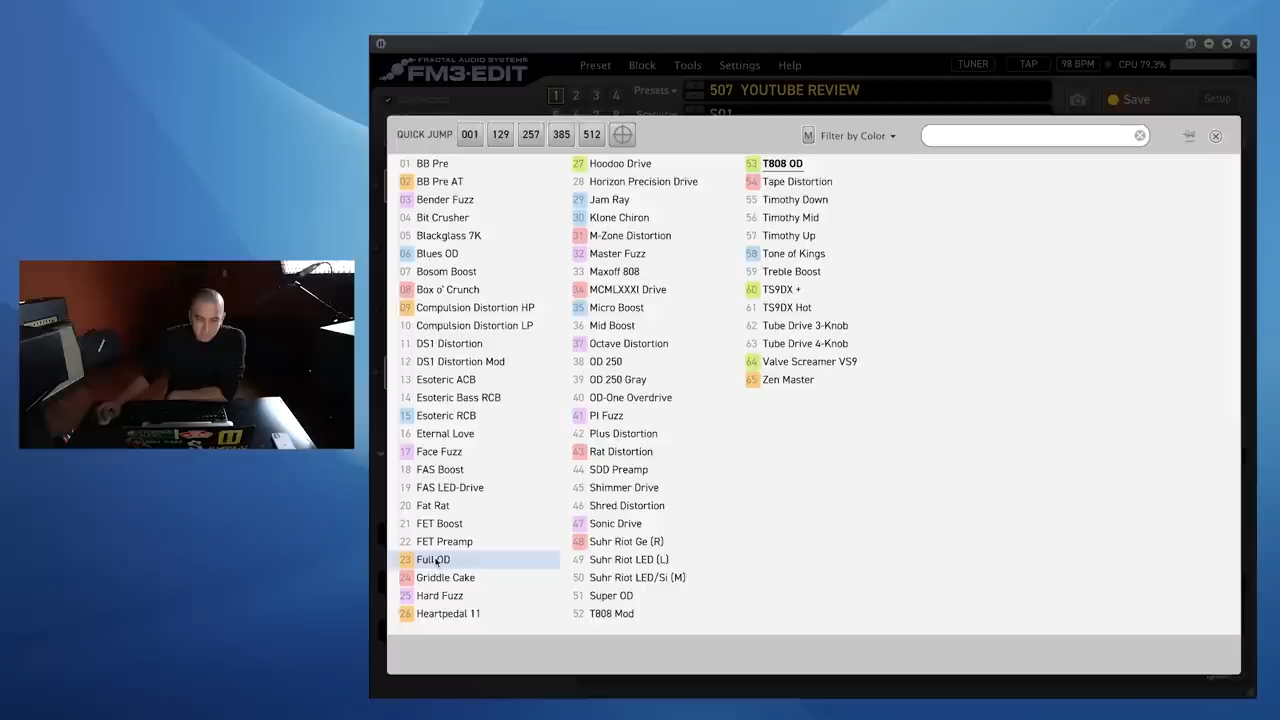 FRACTAL AUDIO SYSTEMS
FM3-EDIT
Preset Block Tools Settings Help
TUNER TAP 98 BPM CPU 79.3%
1 2 3 4 Presets 507 YOUTUBE REVIEW Save Setup
QUICK JUMP 001 129 257 385 512 M Filter by Color
01 BB Pre
02 BB Pre AT
03 Bender Fuzz
04 Bit Crusher
05 Blackglass 7K
06 Blues OD
07 Bosom Boost
08 Box o' Crunch
09 Compulsion Distortion HP
10 Compulsion Distortion LP
11 DS1 Distortion
12 DS1 Distortion Mod
13 Esoteric ACB
14 Esoteric Bass RCB
15 Esoteric RCB
16 Eternal Love
17 Face Fuzz
18 FAS Boost
19 FAS LED-Drive
20 Fat Rat
21 FET Boost
22 FET Preamp
23 Full OD
24 Griddle Cake
25 Hard Fuzz
26 Heartpedal 11
27 Hoodoo Drive
28 Horizon Precision Drive
29 Jam Ray
30 Klone Chiron
31 M-Zone Distortion
32 Master Fuzz
33 Maxoff 808
34 MCMLXXXI Drive
35 Micro Boost
36 Mid Boost
37 Octave Distortion
38 OD 250
39 OD 250 Gray
40 OD-One Overdrive
41 PI Fuzz
42 Plus Distortion
43 Rat Distortion
44 SDD Preamp
45 Shimmer Drive
46 Shred Distortion
47 Sonic Drive
48 Suhr Riot Ge (R)
49 Suhr Riot LED (L)
50 Suhr Riot LED/Si (M)
51 Super OD
52 T808 Mod
53 T808 OD
54 Tape Distortion
55 Timothy Down
56 Timothy Mid
57 Timothy Up
58 Tone of Kings
59 Treble Boost
60 TS9DX +
61 TS9DX Hot
62 Tube Drive 3-Knob
63 Tube Drive 4-Knob
64 Valve Screamer VS9
65 Zen Master